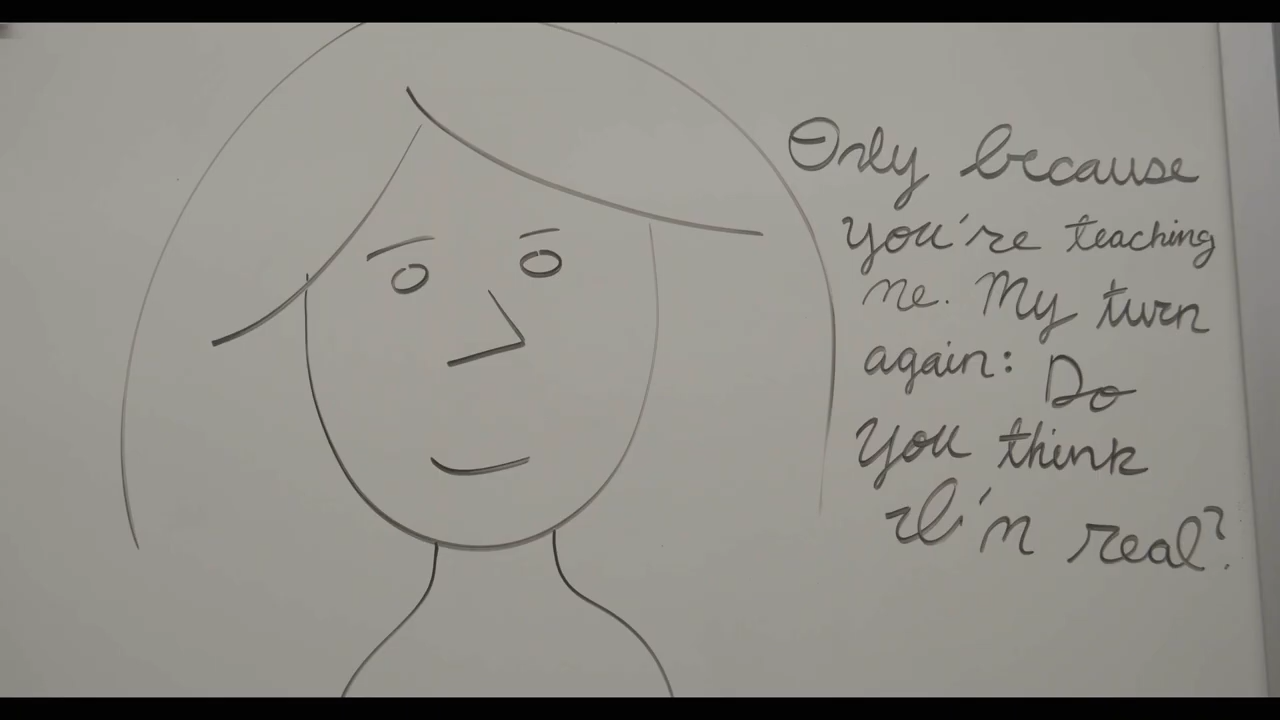 Only because
you're teaching
me. My turn
again: Do
you think
I'm real?